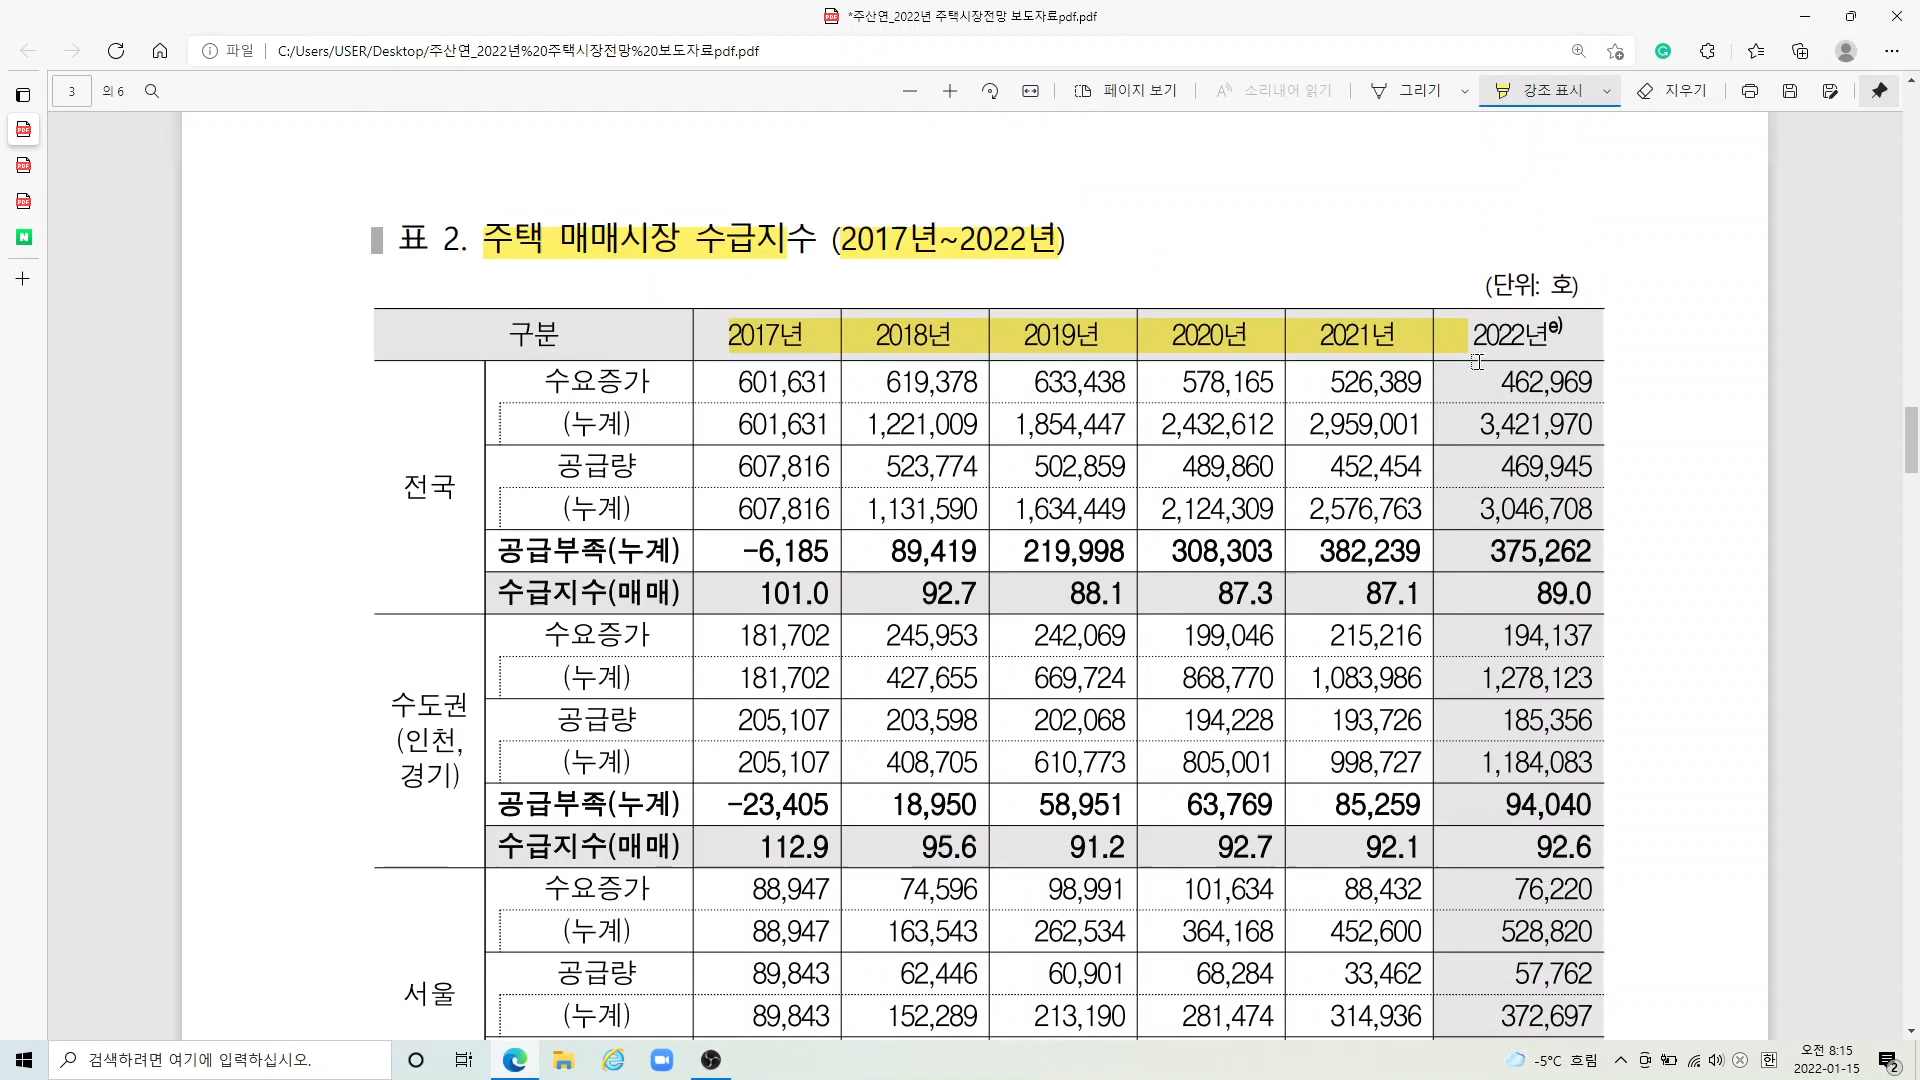 *주산연_2022년 주택시장전망 보도자료pdf.pdf
파일 C:/Users/USER/Desktop/주산연_2022년%20주택시장전망%20보도자료pdf.pdf
3 의 6 페이지 보기 소리내어 읽기 그리기 강조 표시 지우기
표 2. 주택 매매시장 수급지수 (2017년~2022년)
(단위: 호)
구분 2017년 2018년 2019년 2020년 2021년 2022년e)
수요증가 601,631 619,378 633,438 578,165 526,389 462,969
(누계) 601,631 1,221,009 1,854,447 2,432,612 2,959,001 3,421,970
공급량 607,816 523,774 502,859 489,860 452,454 469,945
전국
(누계) 607,816 1,131,590 1,634,449 2,124,309 2,576,763 3,046,708
공급부족(누계) -6,185 89,419 219,998 308,303 382,239 375,262
수급지수(매매) 101.0 92.7 88.1 87.3 87.1 89.0
수요증가 181,702 245,953 242,069 199,046 215,216 194,137
(누계) 181,702 427,655 669,724 868,770 1,083,986 1,278,123
수도권
(인천,
경기)
공급량 205,107 203,598 202,068 194,228 193,726 185,356
(누계) 205,107 408,705 610,773 805,001 998,727 1,184,083
공급부족(누계) -23,405 18,950 58,951 63,769 85,259 94,040
수급지수(매매) 112.9 95.6 91.2 92.7 92.1 92.6
수요증가 88,947 74,596 98,991 101,634 88,432 76,220
(누계) 88,947 163,543 262,534 364,168 452,600 528,820
공급량 89,843 62,446 60,901 68,284 33,462 57,762
서울
(누계) 89,843 152,289 213,190 281,474 314,936 372,697
검색하려면 여기에 입력하십시오.
-5°C 흐림
한
오전 8:15
2022-01-15
2